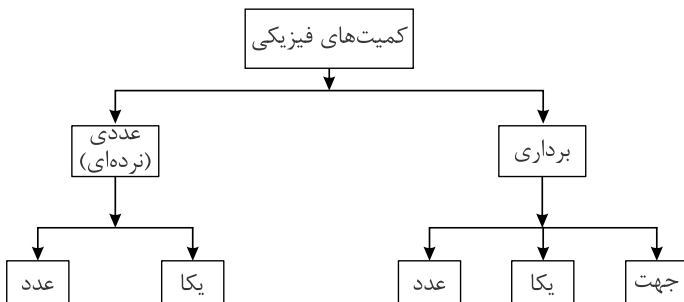 کمیت‌های فیزیکی
برداری
عددی
(نرده‌ای)
جهت
یکا
عدد
یکا
عدد